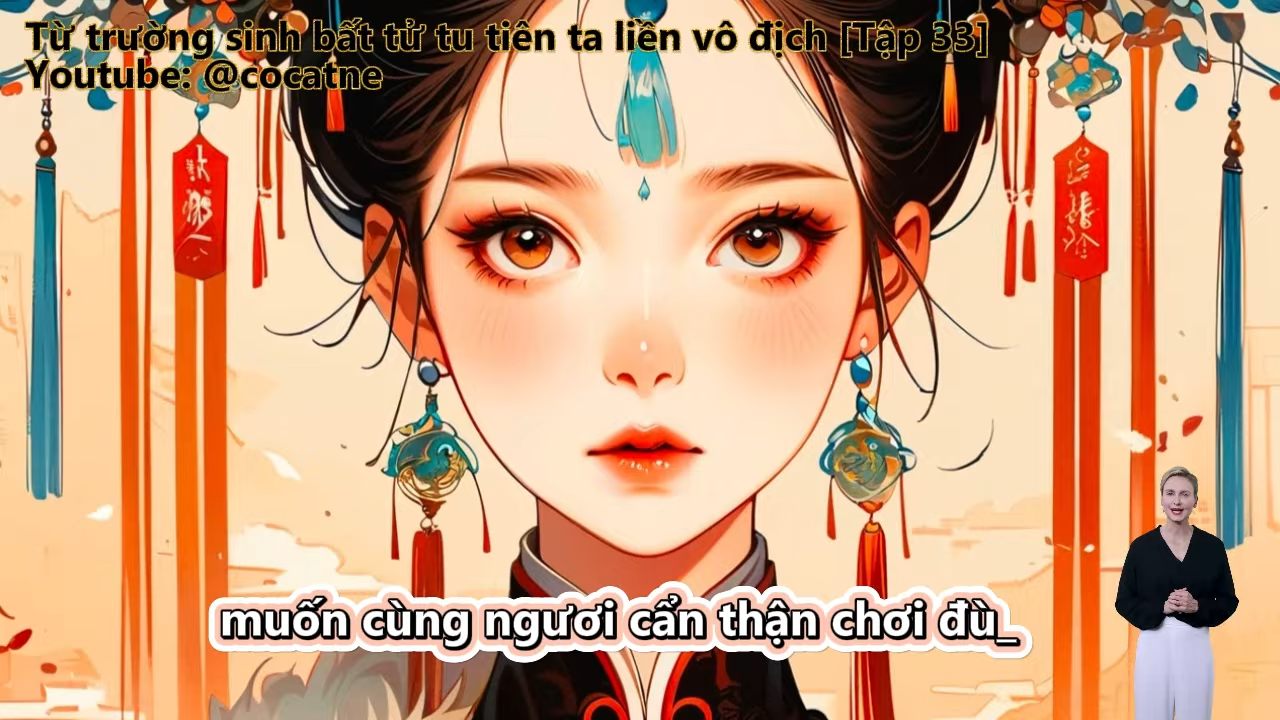 Từ trường sinh bất tử tu tiên ta liền vô địch [Tập 33]
Youtube: @cocatne
muốn cùng ngươi cẩn thận chơi đù_